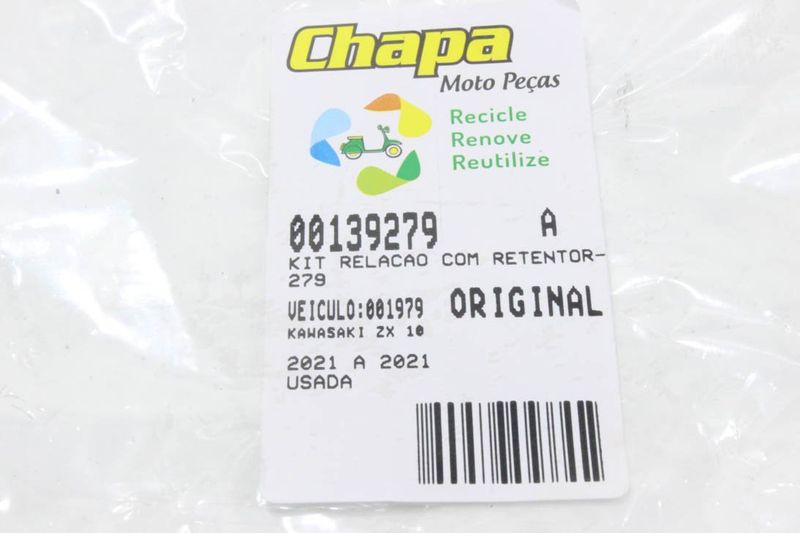 Chapa
Moto Peças
Recicle
Renove
Reutilize
00139279 A
KIT RELACAO COM RETENTOR-
279
VEICULO:001979 ORIGINAL
KAWASAKI ZX 10
2021 A 2021
USADA